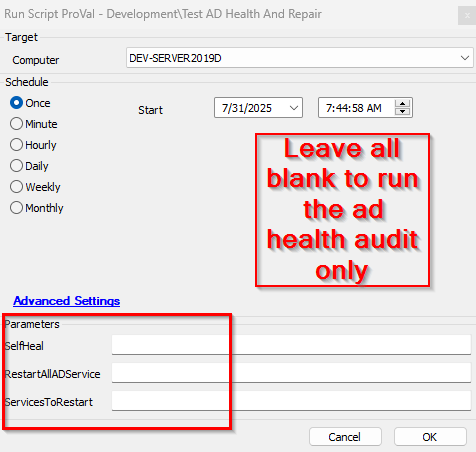 Run Script ProVal - Development\Test AD Health And Repair
Target
Computer DEV-SERVER2019D
Schedule
Once Start 7/31/2025 7:44:58 AM
Minute
Hourly
Daily
Weekly
Monthly
Leave all
blank to run
the ad
health audit
only
Advanced Settings
Parameters
SelfHeal
RestartAllADService
ServicesToRestart
Cancel OK